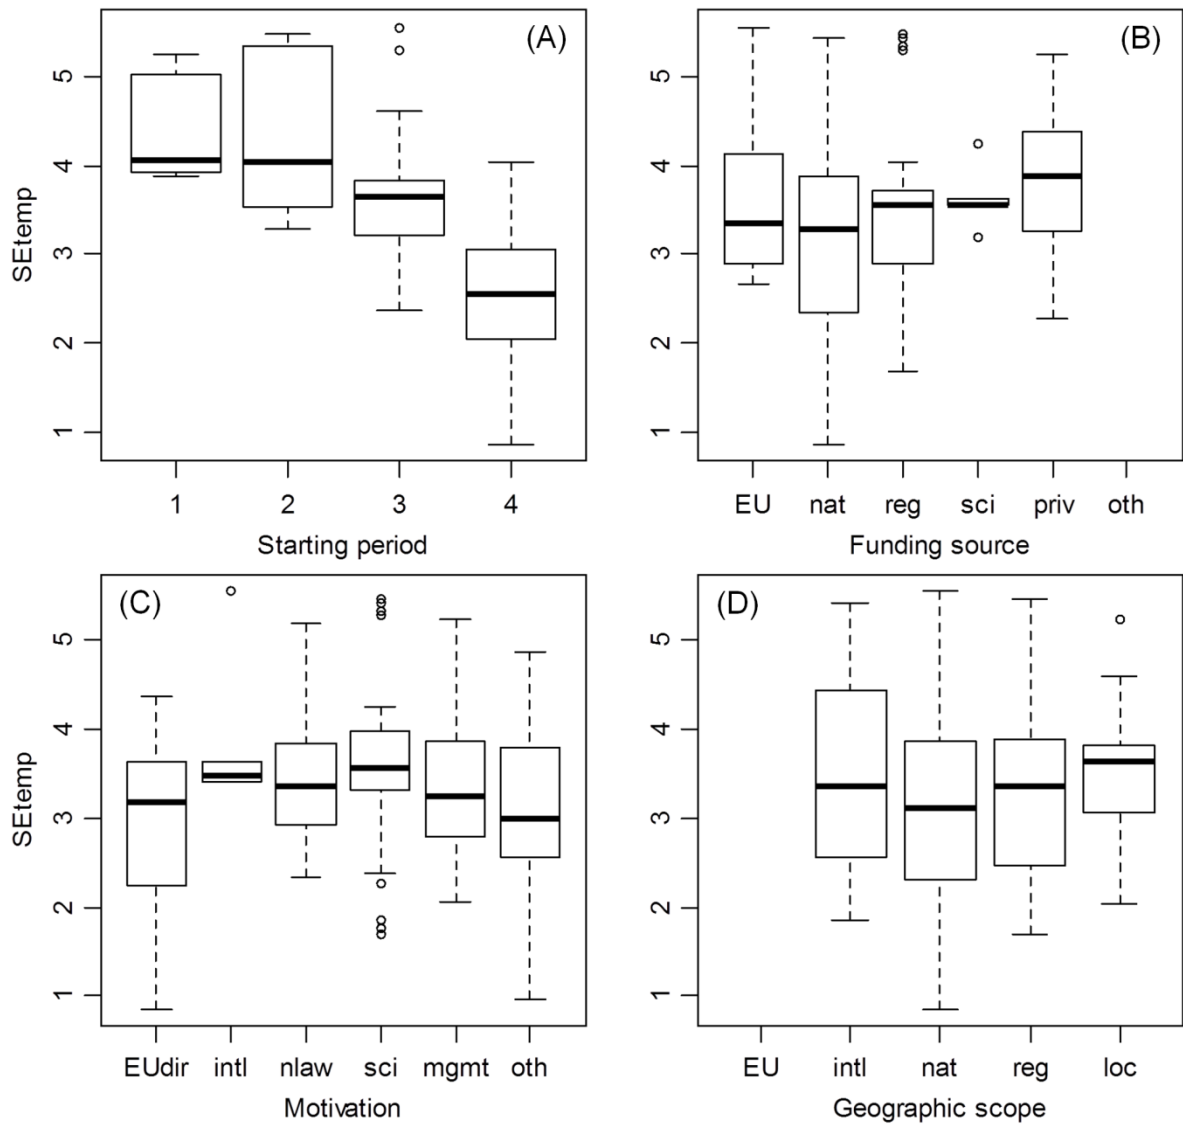 (A)
SEtemp
5
4
3
2
1
1 2 3 4
Starting period
(B)
5
4
3
2
1
EU nat reg sci priv oth
Funding source
(C)
SEtemp
5
4
3
2
1
EUdir intl nlaw sci mgmt oth
Motivation
(D)
5
4
3
2
1
EU intl nat reg loc
Geographic scope